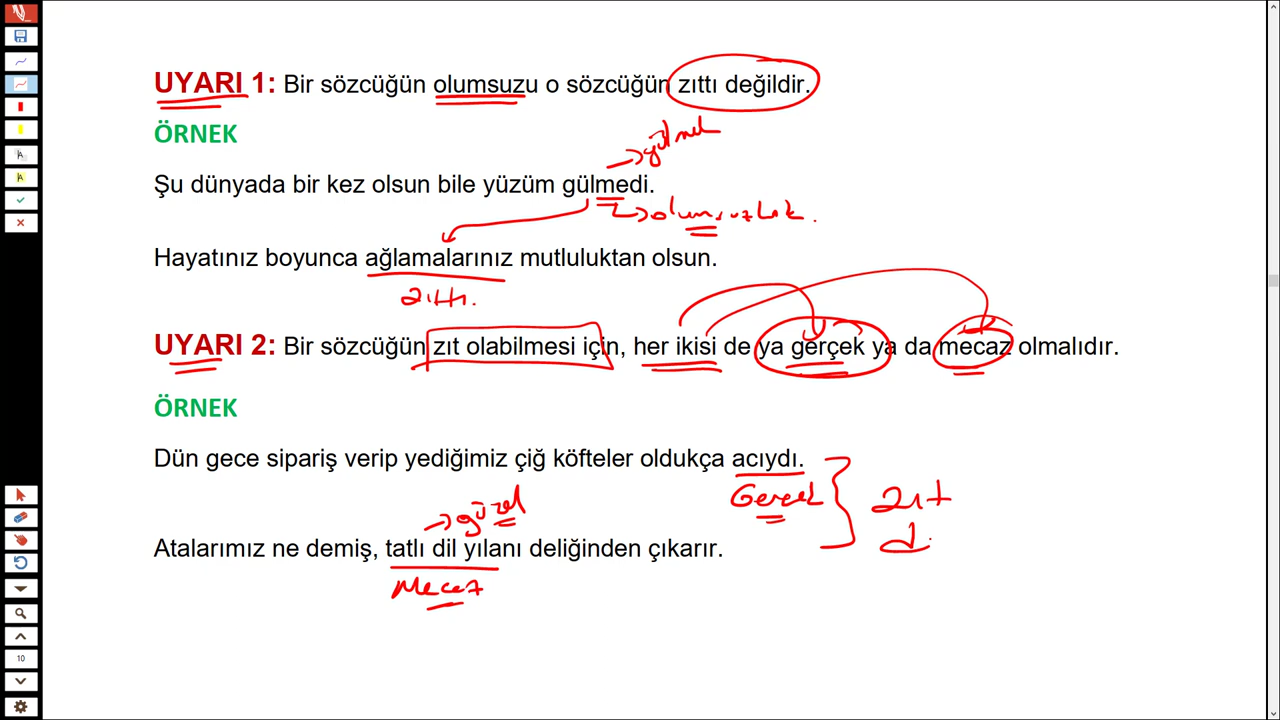 UYARI 1: Bir sözcüğün olumsuzu o sözcüğün zıttı değildir.
ÖRNEK
→gülmek
Şu dünyada bir kez olsun bile yüzüm gülmedi.
→olumsuzluk.
Hayatınız boyunca ağlamalarınız mutluluktan olsun.
zıttı.
UYARI 2: Bir sözcüğün zıt olabilmesi için, her ikisi de ya gerçek ya da mecaz olmalıdır.
ÖRNEK
Dün gece sipariş verip yediğimiz çiğ köfteler oldukça acıydı.
Gerçek
zıt
d
→güzel
Atalarımız ne demiş, tatlı dil yılanı deliğinden çıkarır.
Mecaz
10